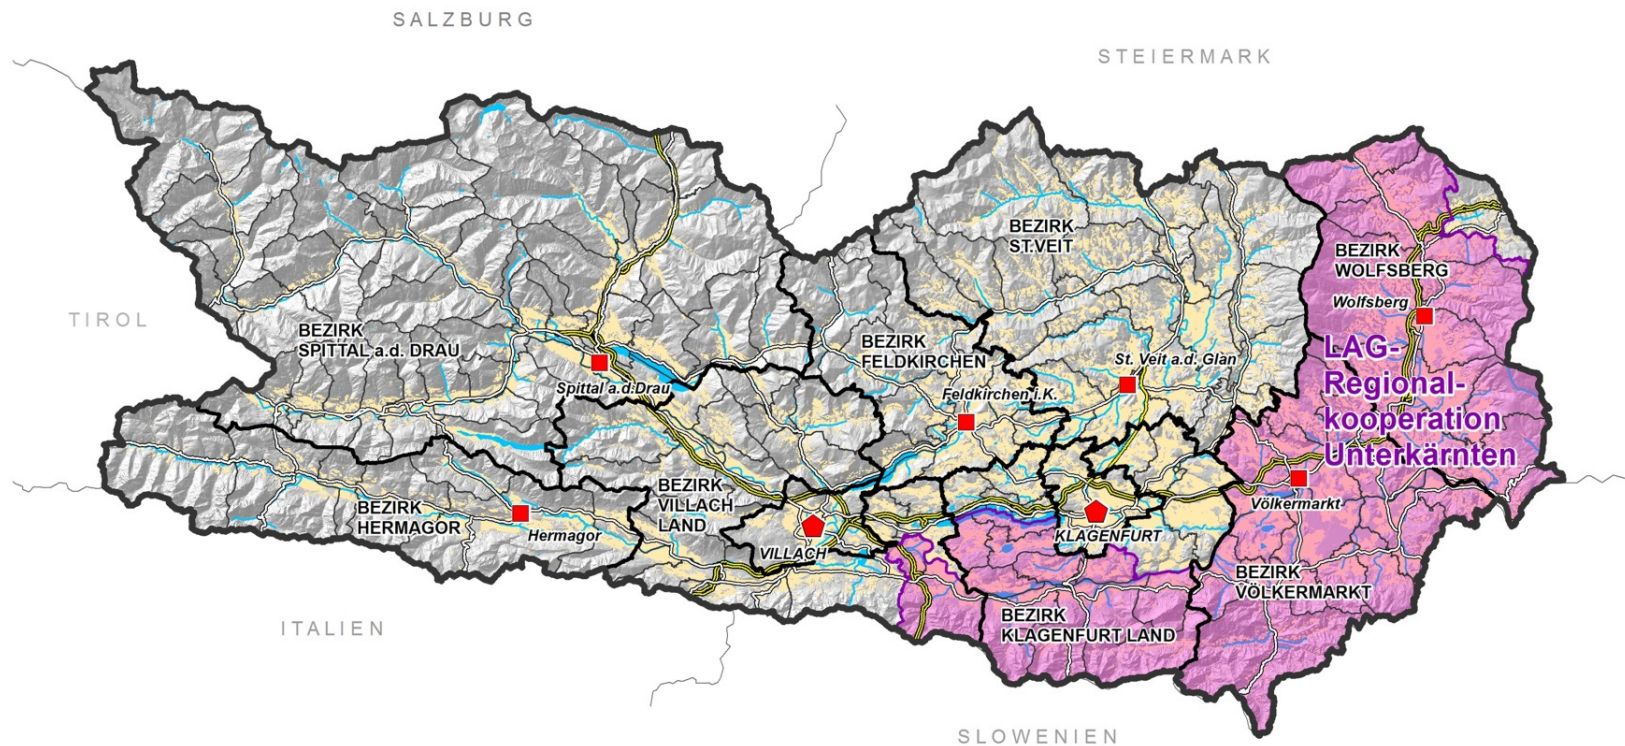 SALZBURG
STEIERMARK
BEZIRK
ST.VEIT
BEZIRK
WOLFSBERG
Wolfsberg
TIROL
BEZIRK
SPITTAL a.d. DRAU
BEZIRK
FELDKIRCHEN
LAG-
Regional-
kooperation
Unterkärnten
St. Veit a.d. Glan
Spittal a.d.Drau
Feldkirchen i.K.
BEZIRK
VILLACH
LAND
Völkermarkt
BEZIRK
HERMAGOR
Hermagor
VILLACH
KLAGENFURT
BEZIRK
VÖLKERMARKT
BEZIRK
KLAGENFURT LAND
ITALIEN
SLOWENIEN